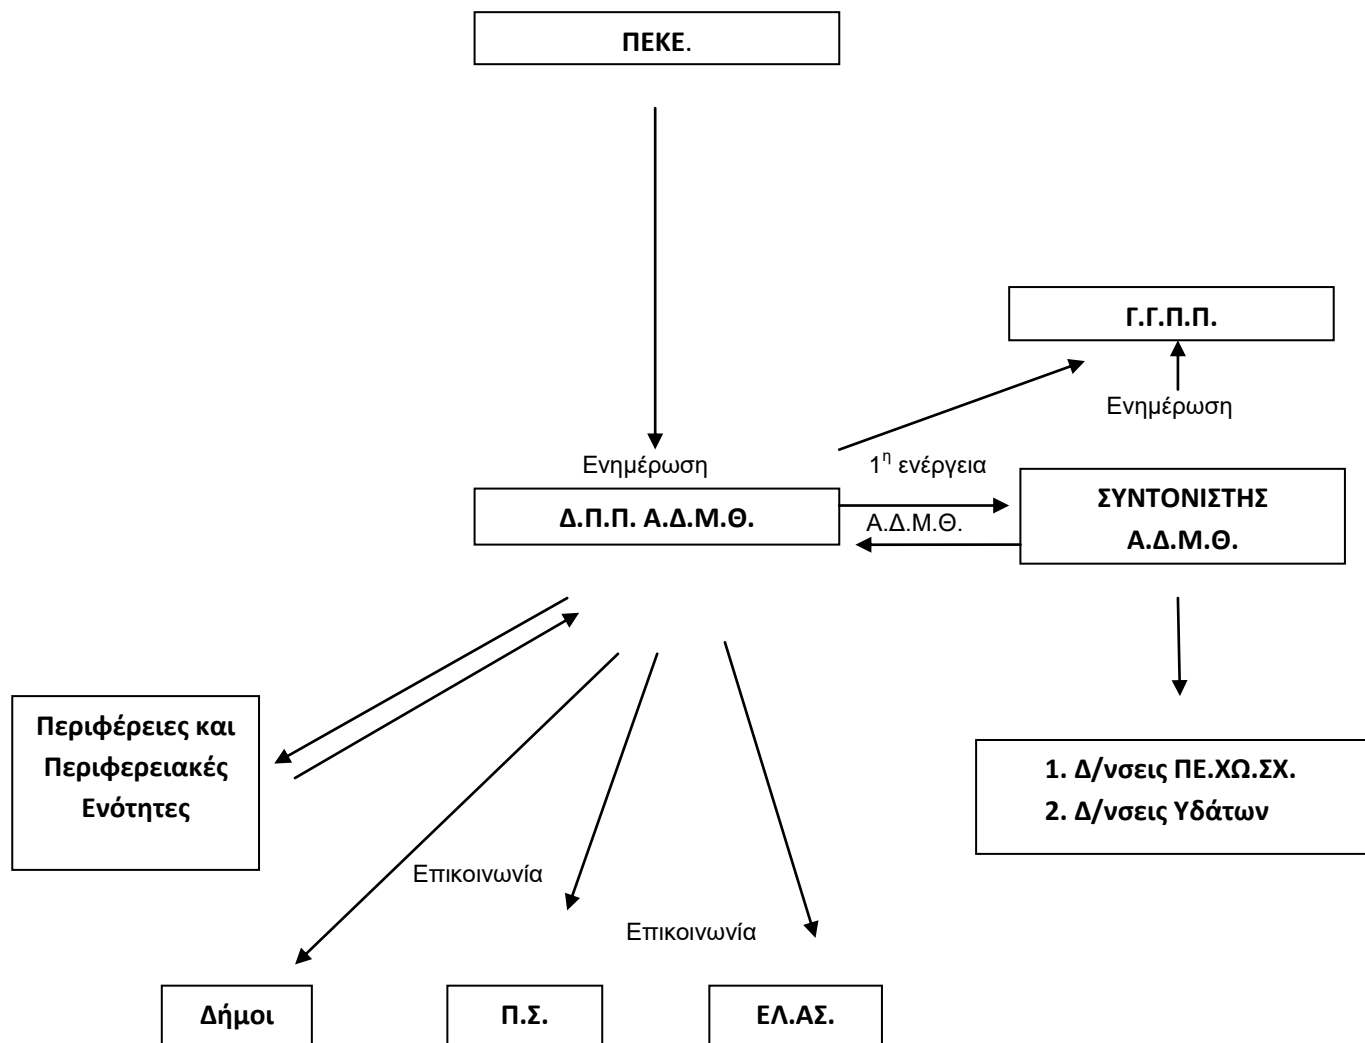 ΠΕΚΕ.
Γ.Γ.Π.Π.
Ενημέρωση
Ενημέρωση
1η ενέργεια
Δ.Π.Π. Α.Δ.Μ.Θ.
Α.Δ.Μ.Θ.
ΣΥΝΤΟΝΙΣΤΗΣ
Α.Δ.Μ.Θ.
Περιφέρειες και
Περιφερειακές
Ενότητες
1. Δ/νσεις ΠΕ.ΧΩ.ΣΧ.
2. Δ/νσεις Υδάτων
Επικοινωνία
Επικοινωνία
Δήμοι
Π.Σ.
ΕΛ.ΑΣ.